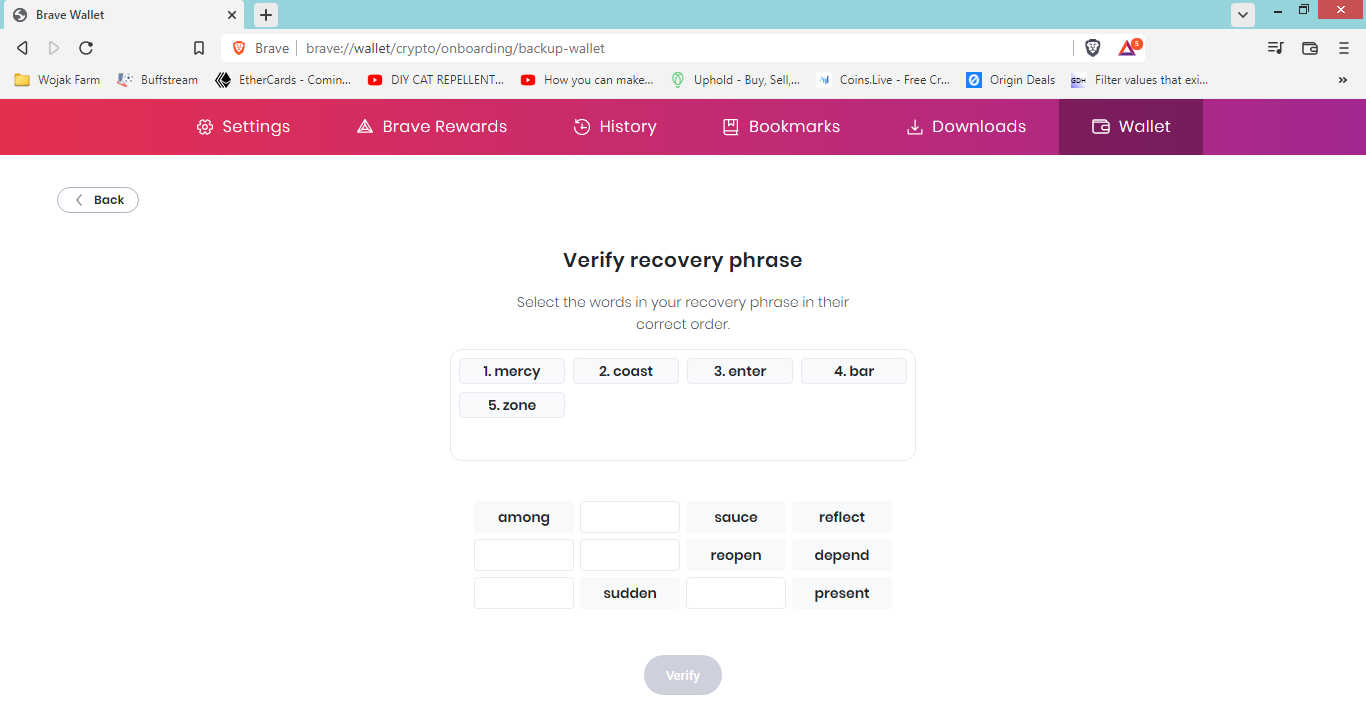 Brave Wallet
Brave brave://wallet/crypto/onboarding/backup-wallet 5
Wojak Farm Buffstream EtherCards - Comin... DIY CAT REPELLENT... How you can make... Uphold - Buy, Sell,... Coins.Live - Free Cr... Origin Deals Filter values that exi... »
Settings Brave Rewards History Bookmarks Downloads Wallet
Back
Verify recovery phrase
Select the words in your recovery phrase in their
correct order.
1. mercy 2. coast 3. enter 4. bar
5. zone
among sauce reflect
reopen depend
sudden present
Verify